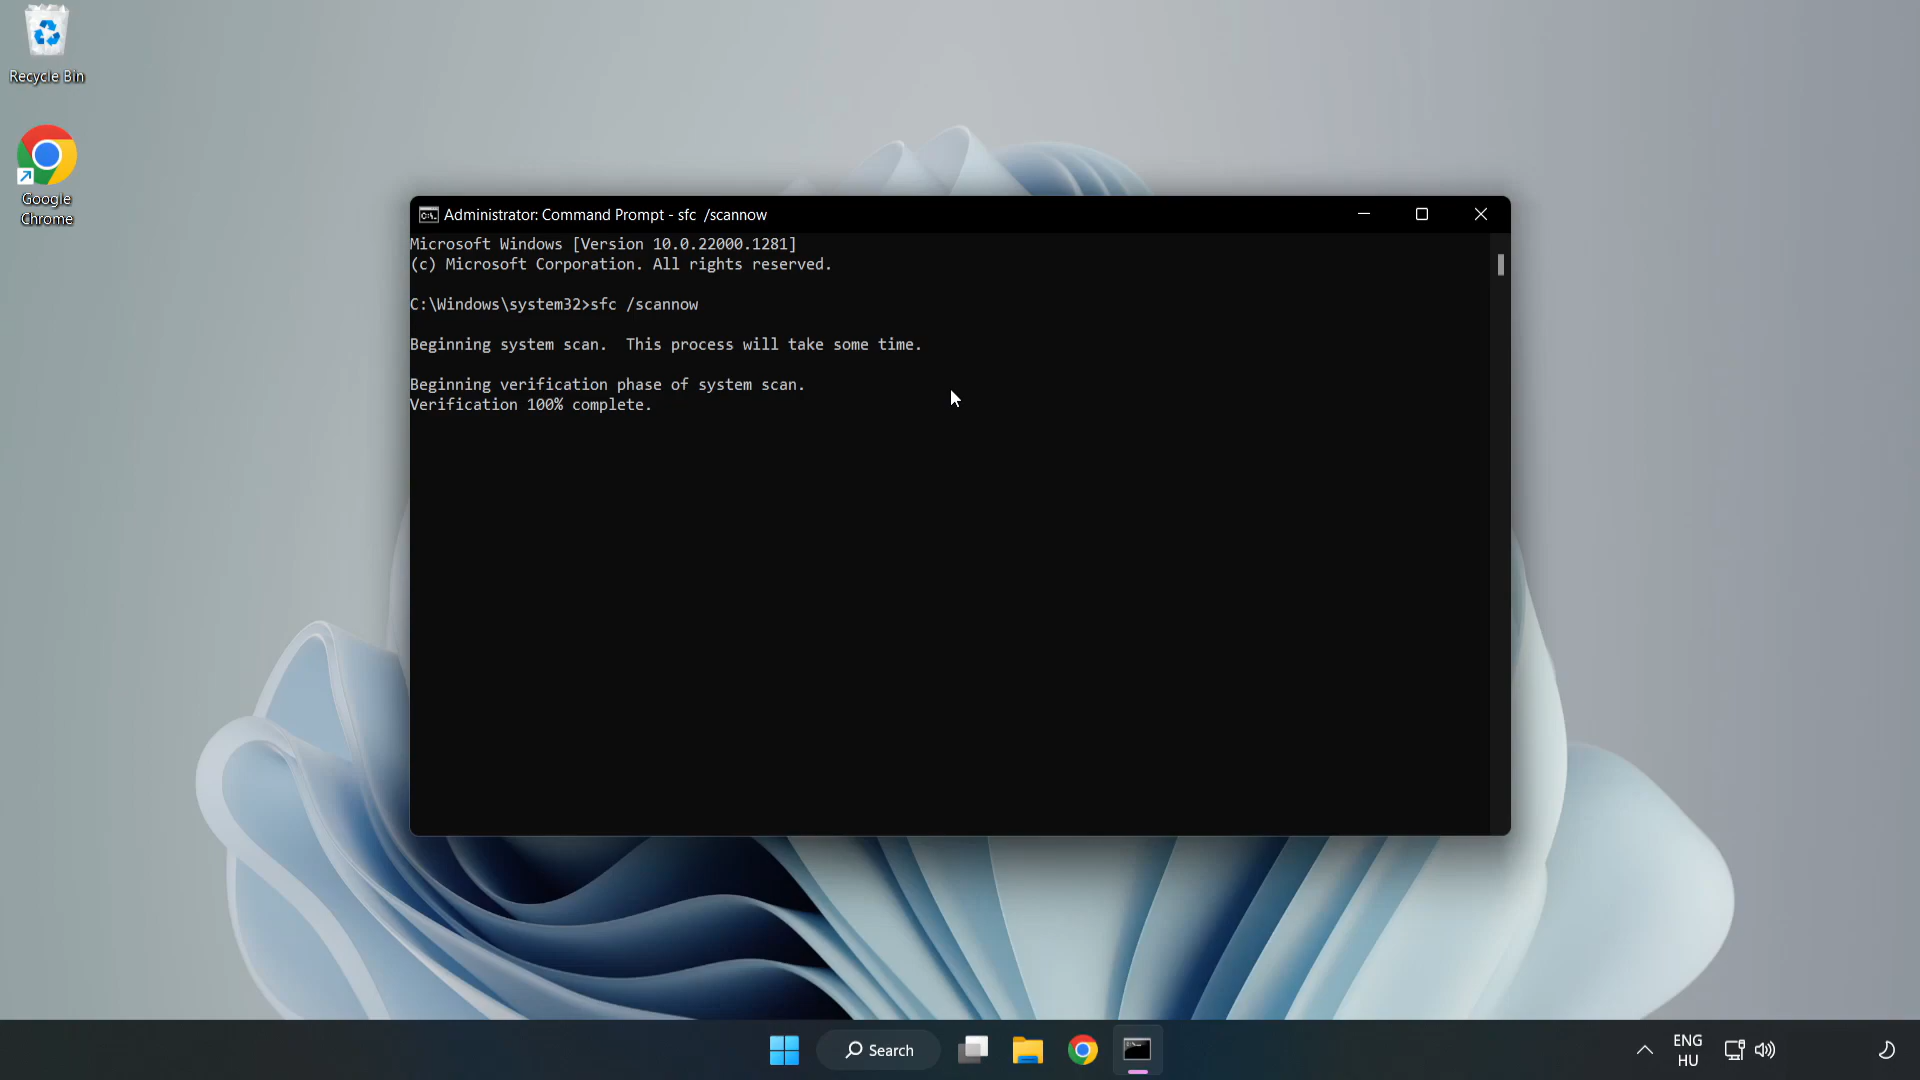 Recycle Bin
Google
Chrome
Administrator: Command Prompt - sfc  /scannow
Microsoft Windows [Version 10.0.22000.1281]
(c) Microsoft Corporation. All rights reserved.
C:\Windows\system32>sfc /scannow
Beginning system scan.  This process will take some time.
Beginning verification phase of system scan.
Verification 100% complete.
Search
ENG
HU